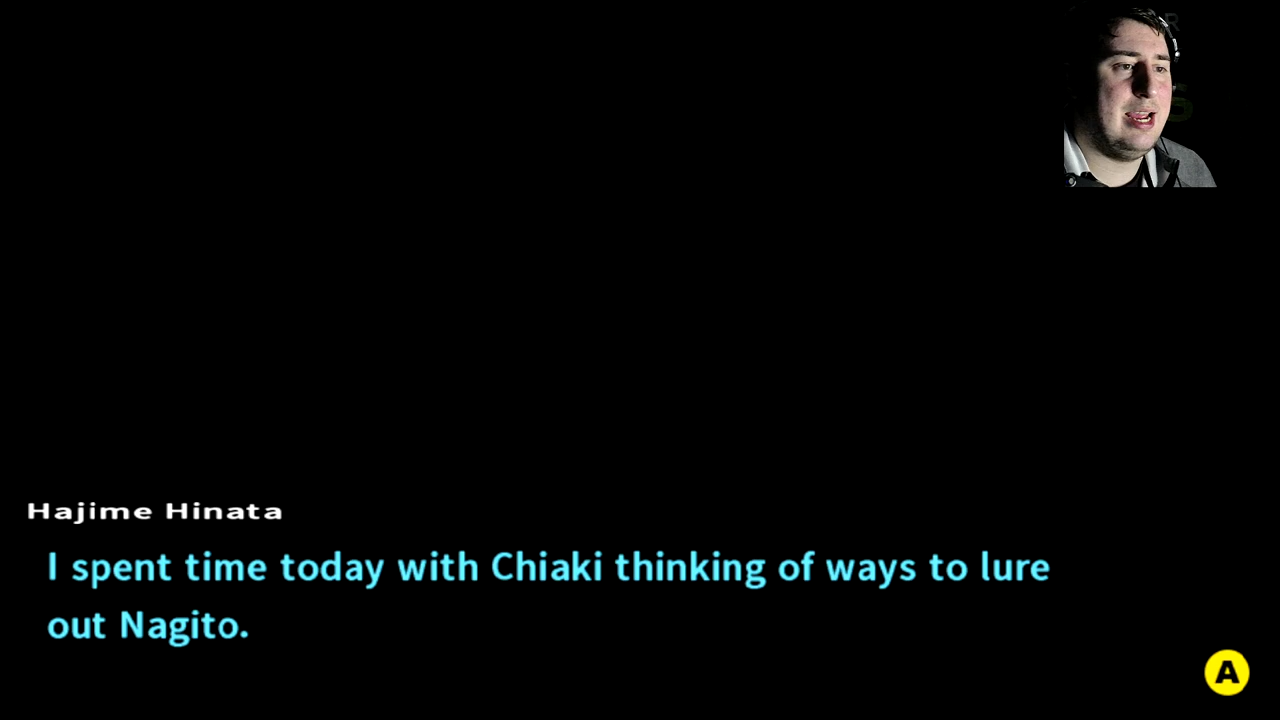 Hajime Hinata
I spent time today with Chiaki thinking of ways to lure
out Nagito.
A